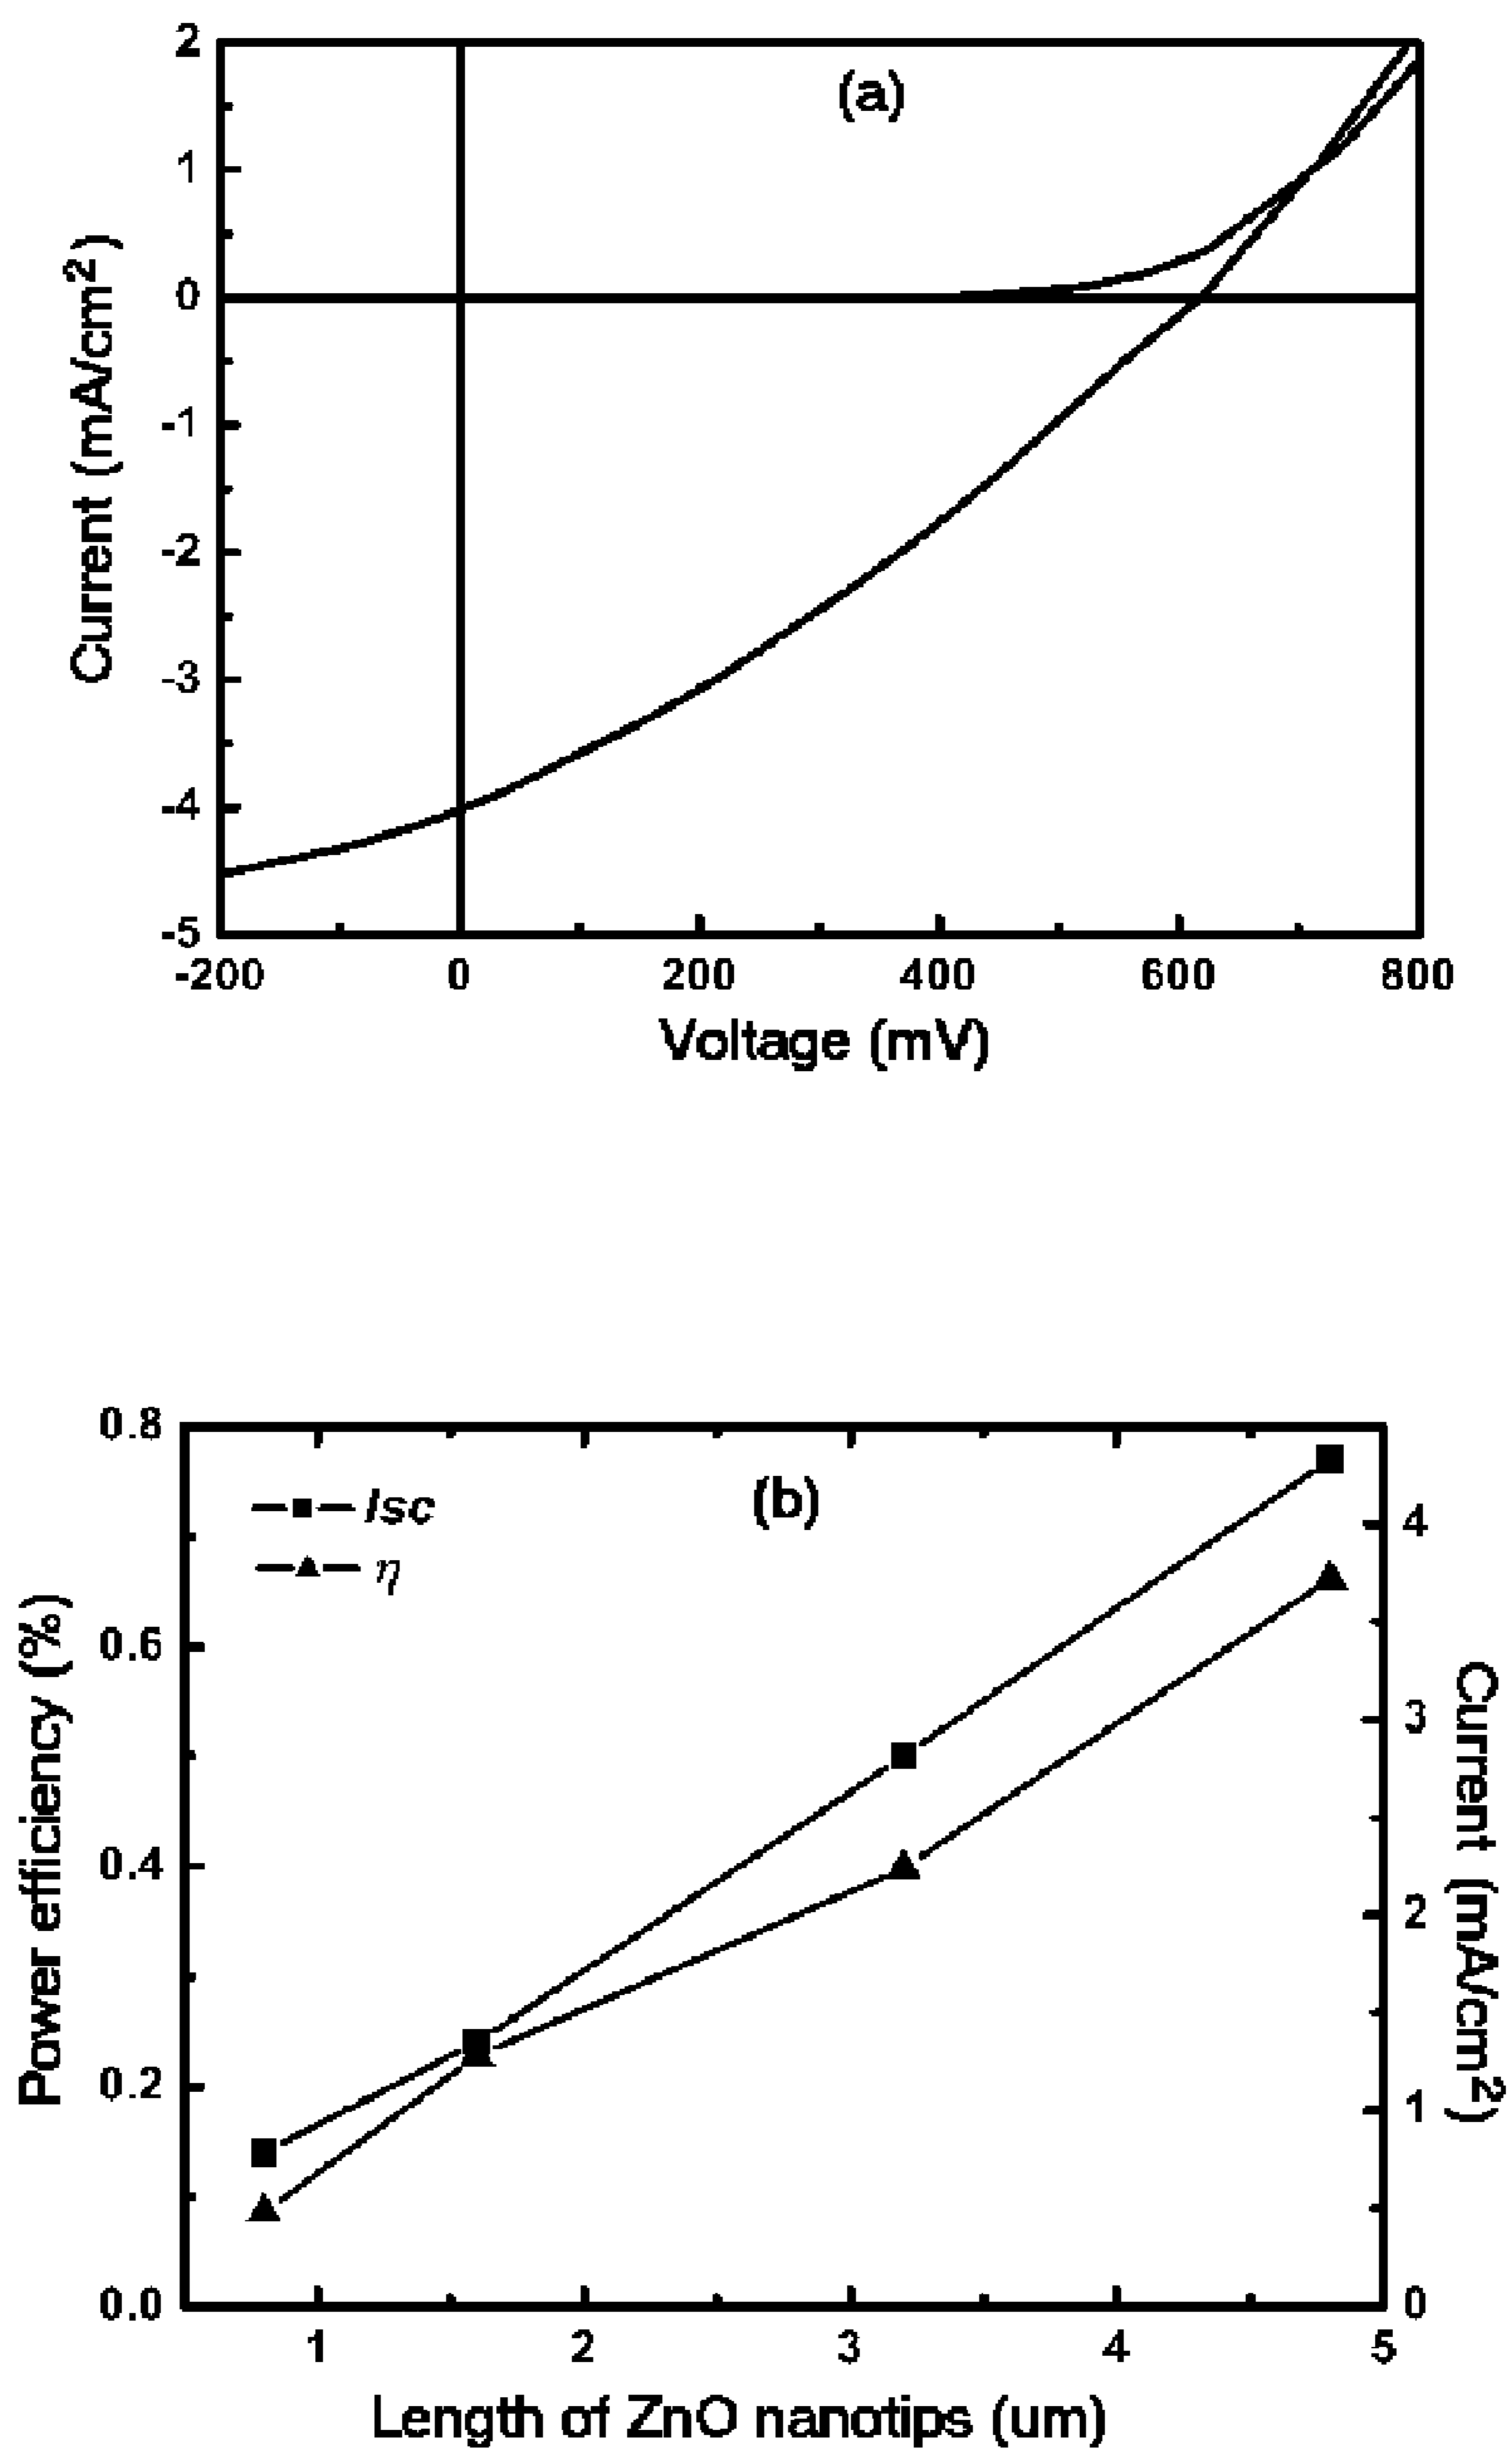 2
(a)
1
0
-1
-2
-3
-4
-5
Current (mA/cm²)
-200 0 200 400 600 800
Voltage (mV)
0.8
0.6
0.4
0.2
0.0
Power efficiency (%)
Isc
η
(b)
4
3
2
1
0
Current (mA/cm²)
1 2 3 4 5
Length of ZnO nanotips (um)